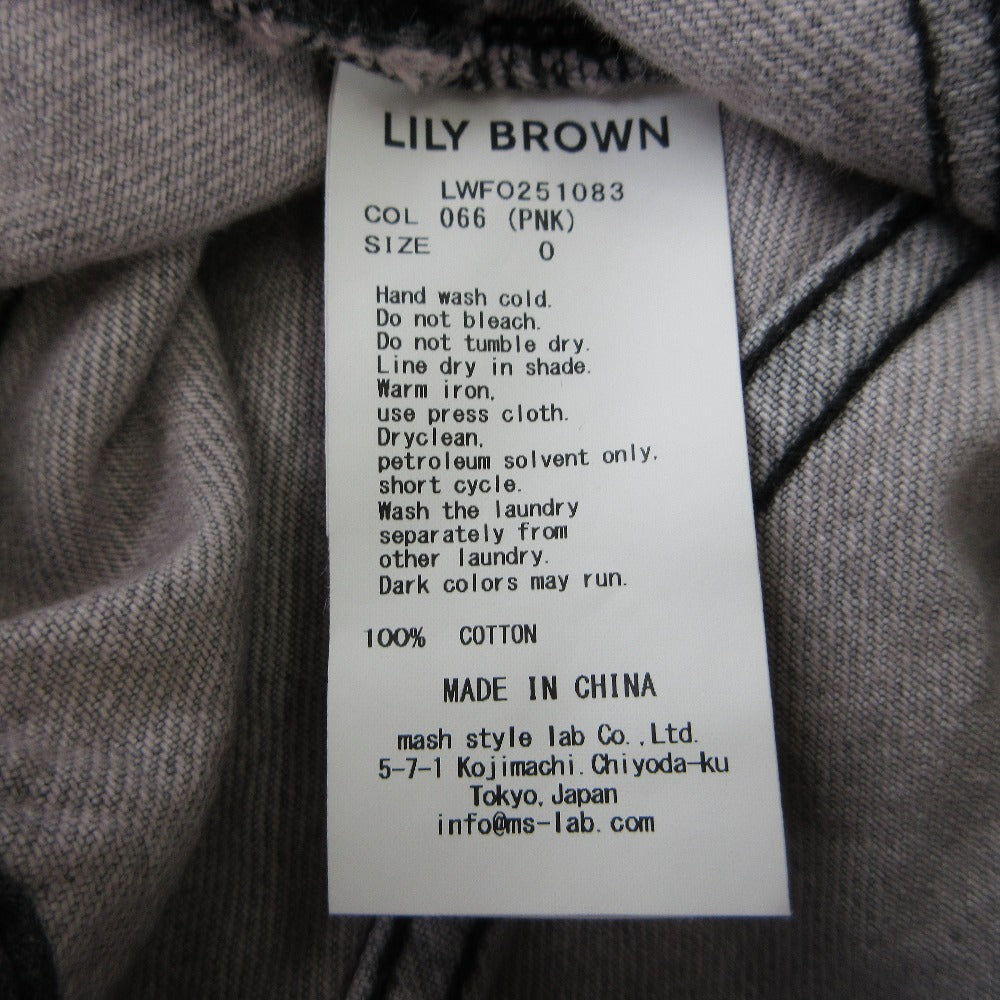 LILY BROWN
LWFO251083
COL 066 (PNK)
SIZE 0
Hand wash cold.
Do not bleach.
Do not tumble dry.
Line dry in shade.
Warm iron,
use press cloth.
Dryclean,
petroleum solvent only,
short cycle.
Wash the laundry
separately from
other laundry.
Dark colors may run.
100% COTTON
MADE IN CHINA
mash style lab Co.,Ltd.
5-7-1 Kojimachi.Chiyoda-ku
Tokyo,Japan
info@ms-lab.com